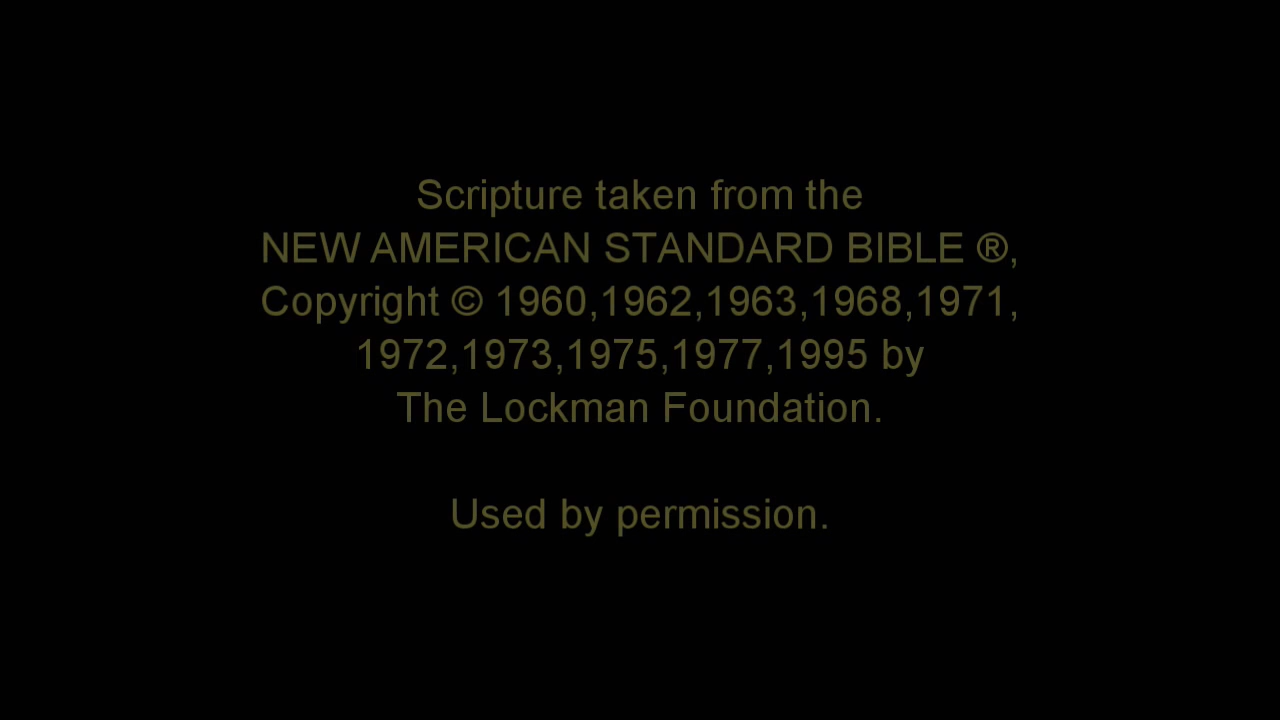 Scripture taken from the
NEW AMERICAN STANDARD BIBLE ®,
Copyright © 1960,1962,1963,1968,1971,
1972,1973,1975,1977,1995 by
The Lockman Foundation.
Used by permission.